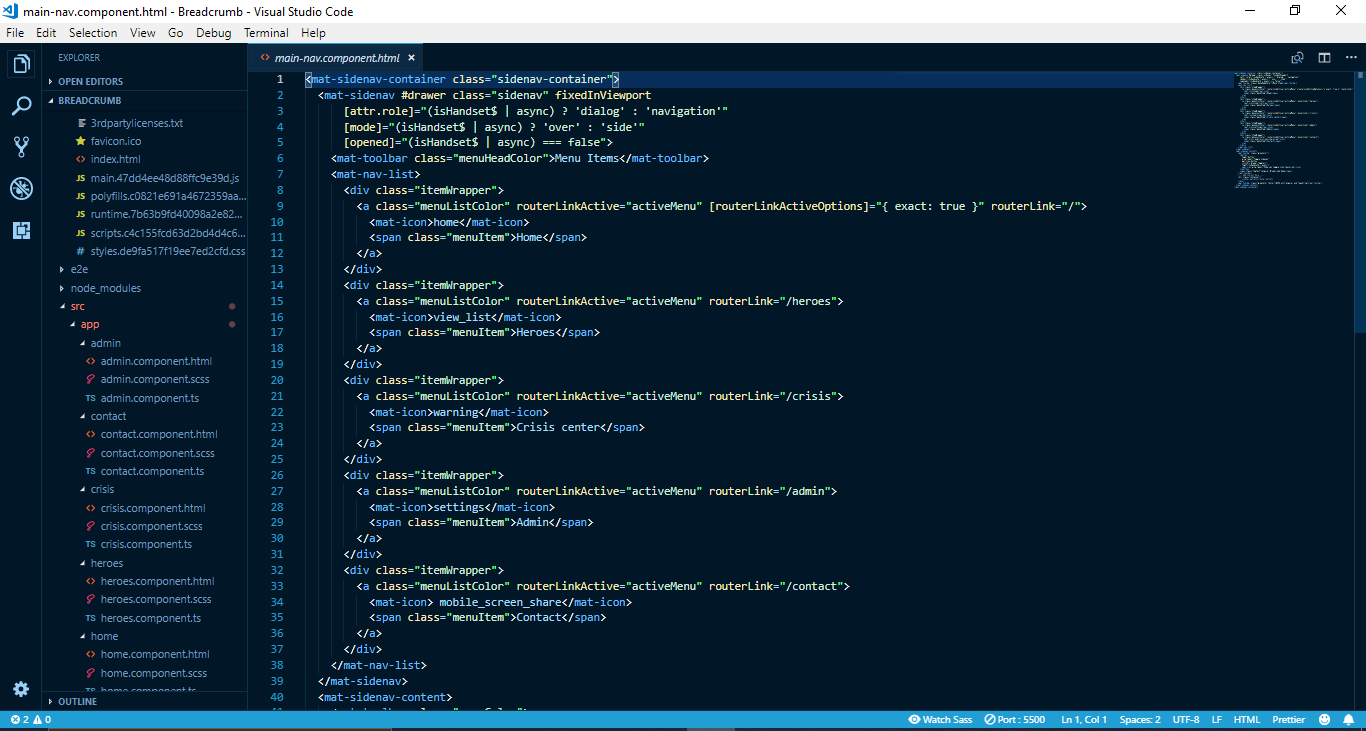 main-nav.component.html - Breadcrumb - Visual Studio Code
File Edit Selection View Go Debug Terminal Help
EXPLORER
OPEN EDITORS
BREADCRUMB
3rdpartylicenses.txt
favicon.ico
index.html
JS main.47dd4ee48d88ffc9e39d.js
JS polyfills.c0821e691a4672359aa...
JS runtime.7b63b9fd40098a2e82...
JS scripts.c4c155fcd63d2bd4d4c6...
# styles.de9fa517f19ee7ed2cfd.css
e2e
node_modules
src
app
admin
admin.component.html
admin.component.scss
TS admin.component.ts
contact
contact.component.html
contact.component.scss
TS contact.component.ts
crisis
crisis.component.html
crisis.component.scss
TS crisis.component.ts
heroes
heroes.component.html
heroes.component.scss
TS heroes.component.ts
home
home.component.html
home.component.scss
TS home.component.ts
OUTLINE
main-nav.component.html
1 <mat-sidenav-container class="sidenav-container">
2 <mat-sidenav #drawer class="sidenav" fixedInViewport
3 [attr.role]="(isHandset$ | async) ? 'dialog' : 'navigation'"
4 [mode]="(isHandset$ | async) ? 'over' : 'side'"
5 [opened]="(isHandset$ | async) === false">
6 <mat-toolbar class="menuHeadColor">Menu Items</mat-toolbar>
7 <mat-nav-list>
8 <div class="itemWrapper">
9 <a class="menuListColor" routerLinkActive="activeMenu" [routerLinkActiveOptions]="{ exact: true }" routerLink="/">
10 <mat-icon>home</mat-icon>
11 <span class="menuItem">Home</span>
12 </a>
13 </div>
14 <div class="itemWrapper">
15 <a class="menuListColor" routerLinkActive="activeMenu" routerLink="/heroes">
16 <mat-icon>view_list</mat-icon>
17 <span class="menuItem">Heroes</span>
18 </a>
19 </div>
20 <div class="itemWrapper">
21 <a class="menuListColor" routerLinkActive="activeMenu" routerLink="/crisis">
22 <mat-icon>warning</mat-icon>
23 <span class="menuItem">Crisis center</span>
24 </a>
25 </div>
26 <div class="itemWrapper">
27 <a class="menuListColor" routerLinkActive="activeMenu" routerLink="/admin">
28 <mat-icon>settings</mat-icon>
29 <span class="menuItem">Admin</span>
30 </a>
31 </div>
32 <div class="itemWrapper">
33 <a class="menuListColor" routerLinkActive="activeMenu" routerLink="/contact">
34 <mat-icon> mobile_screen_share</mat-icon>
35 <span class="menuItem">Contact</span>
36 </a>
37 </div>
38 </mat-nav-list>
39 </mat-sidenav>
40 <mat-sidenav-content>
2 0 Watch Sass Port : 5500 Ln 1, Col 1 Spaces: 2 UTF-8 LF HTML Prettier